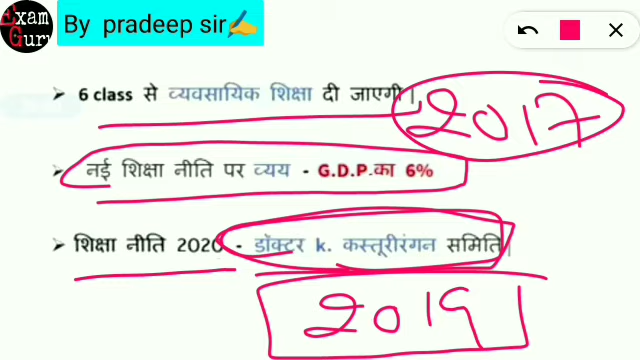 Exam
Guru
By pradeep sir✍️
➤ 6 class से व्यवसायिक शिक्षा दी जाएगी |
2017
➤ नई शिक्षा नीति पर व्यय - G.D.P.का 6%
➤ शिक्षा नीति 2020 - डॉक्टर k. कस्तूरीरंगन समिति|
2019